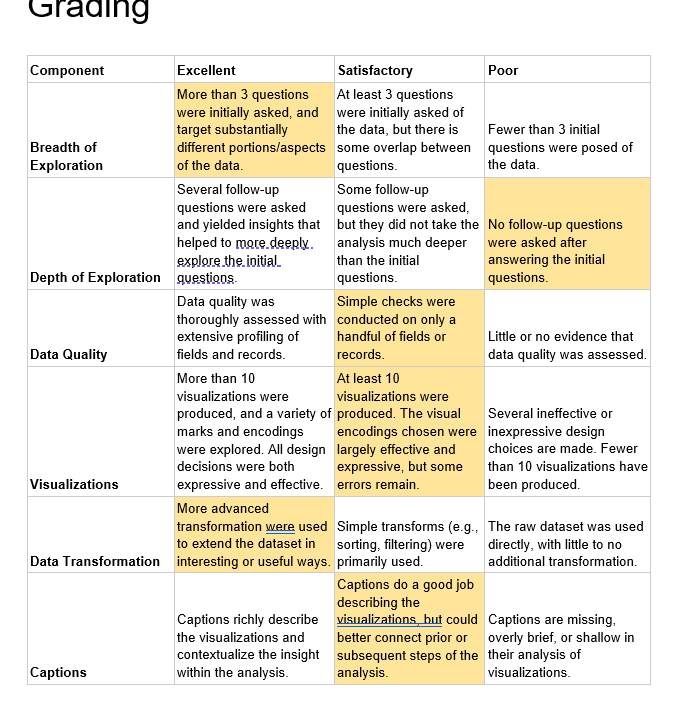 Grading
Component Excellent Satisfactory Poor
Breadth of
Exploration
More than 3 questions
were initially asked, and
target substantially
different portions/aspects
of the data.
At least 3 questions
were initially asked of
the data, but there is
some overlap between
questions.
Fewer than 3 initial
questions were posed of
the data.
Depth of Exploration
Several follow-up
questions were asked
and yielded insights that
helped to more deeply
explore the initial
questions.
Some follow-up
questions were asked,
but they did not take the
analysis much deeper
than the initial
questions.
No follow-up questions
were asked after
answering the initial
questions.
Data Quality
Data quality was
thoroughly assessed with
extensive profiling of
fields and records.
Simple checks were
conducted on only a
handful of fields or
records.
Little or no evidence that
data quality was assessed.
Visualizations
More than 10
visualizations were
produced, and a variety of
marks and encodings
were explored. All design
decisions were both
expressive and effective.
At least 10
visualizations were
produced. The visual
encodings chosen were
largely effective and
expressive, but some
errors remain.
Several ineffective or
inexpressive design
choices are made. Fewer
than 10 visualizations have
been produced.
Data Transformation
More advanced
transformation were used
to extend the dataset in
interesting or useful ways.
Simple transforms (e.g.,
sorting, filtering) were
primarily used.
The raw dataset was used
directly, with little to no
additional transformation.
Captions
Captions richly describe
the visualizations and
contextualize the insight
within the analysis.
Captions do a good job
describing the
visualizations, but could
better connect prior or
subsequent steps of the
analysis.
Captions are missing,
overly brief, or shallow in
their analysis of
visualizations.